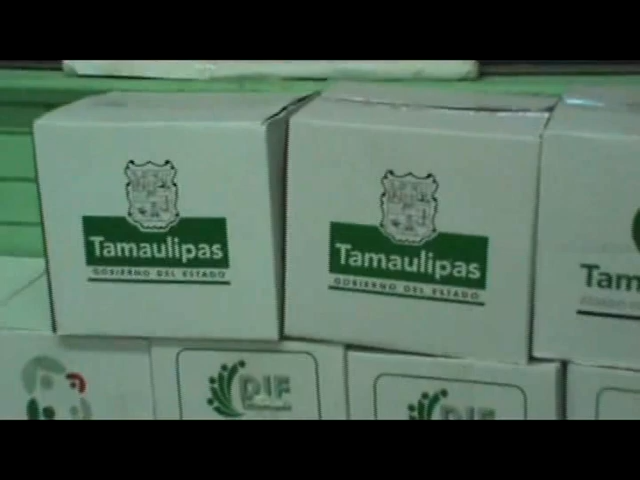 Tamaulipas
GOBIERNO DEL ESTADO
Tamaulipas
GOBIERNO DEL ESTADO
Tam
DIF
DIF